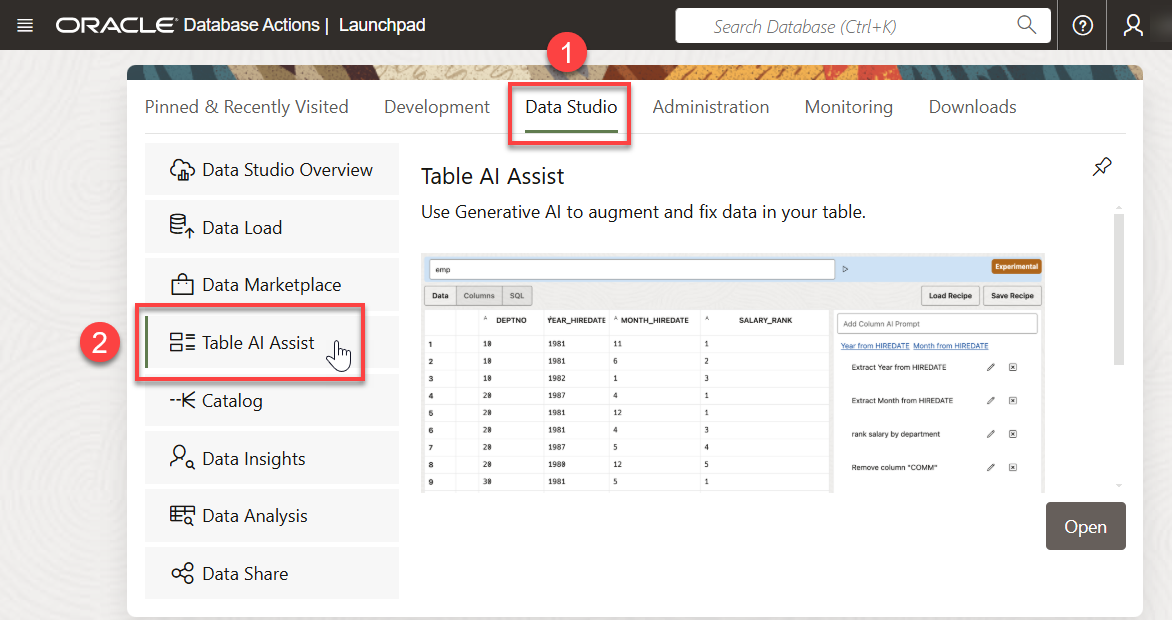 ORACLE® Database Actions | Launchpad
Search Database (Ctrl+K)
1
Pinned & Recently Visited
Development
Data Studio
Administration
Monitoring
Downloads
Data Studio Overview
Data Load
Data Marketplace
2
Table AI Assist
Catalog
Data Insights
Data Analysis
Data Share
Table AI Assist
Use Generative AI to augment and fix data in your table.
emp
Experimental
Data Columns SQL
Load Recipe Save Recipe
DEPTNO YEAR_HIREDATE MONTH_HIREDATE SALARY_RANK
1 10 1981 11 1
2 10 1981 6 2
3 10 1982 1 3
4 20 1987 4 1
5 20 1981 12 1
6 20 1981 4 3
7 20 1987 5 4
8 20 1980 12 5
9 30 1981 5 1
Add Column AI Prompt
Year from HIREDATE Month from HIREDATE
Extract Year from HIREDATE
Extract Month from HIREDATE
rank salary by department
Remove column "COMM"
Open